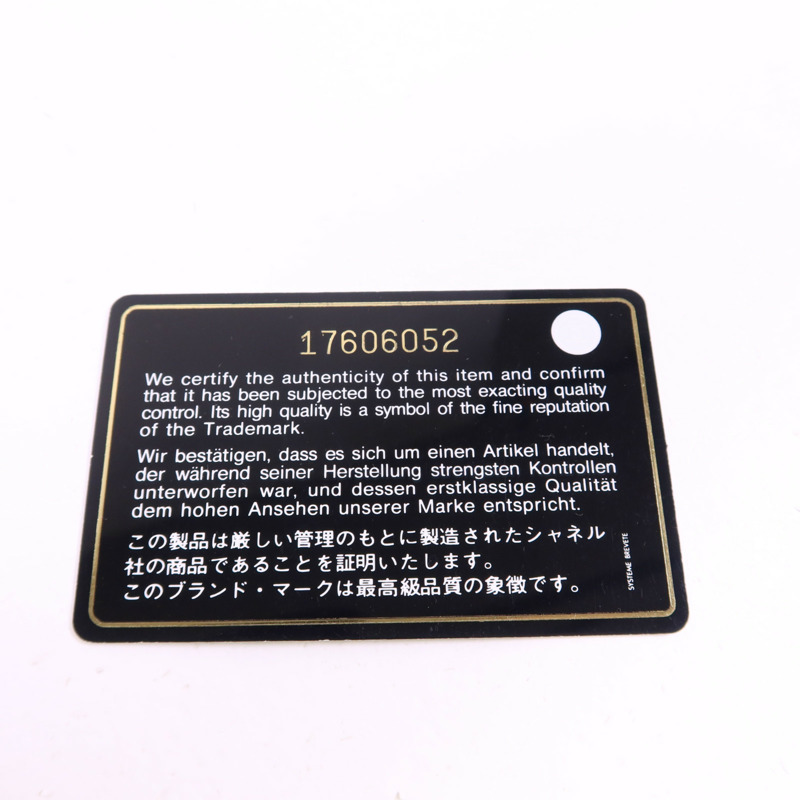 17606052
We certify the authenticity of this item and confirm
that it has been subjected to the most exacting quality
control. Its high quality is a symbol of the fine reputation
of the Trademark.
Wir bestätigen, dass es sich um einen Artikel handelt,
der während seiner Herstellung strengsten Kontrollen
unterworfen war, und dessen erstklassige Qualität
dem hohen Ansehen unserer Marke entspricht.
この製品は厳しい管理のもとに製造されたシャネル
社の商品であることを証明いたします。
このブランド・マークは最高級品質の象徴です。
SYSTEME BREVETE